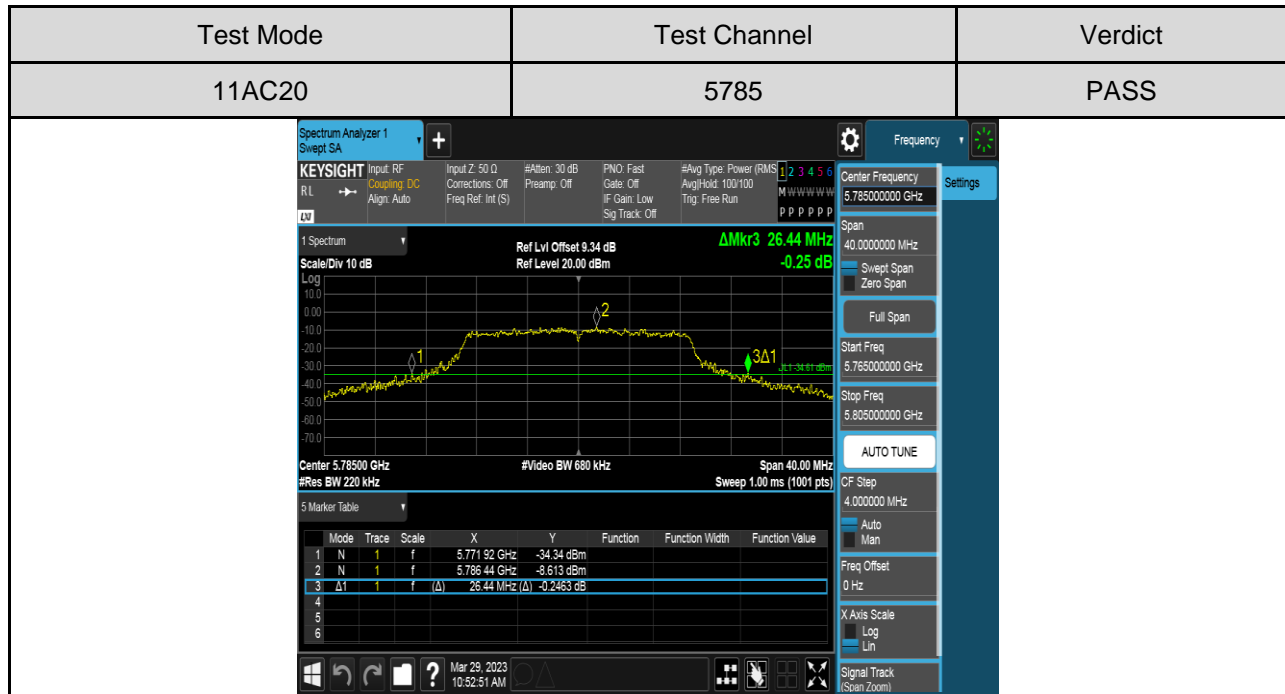 Test Mode Test Channel Verdict
11AC20 5785 PASS
Spectrum Analyzer 1
Swept SA
+
Frequency
Settings
KEYSIGHT
RL
LXI
Input: RF
Coupling: DC
Align: Auto
Input Z: 50 Ω
Corrections: Off
Freq Ref: Int (S)
#Atten: 30 dB
Preamp: Off
PNO: Fast
Gate: Off
IF Gain: Low
Sig Track: Off
#Avg Type: Power (RMS
Avg|Hold: 100/100
Trig: Free Run
1 2 3 4 5 6
M W W W W W
P P P P P P
1 Spectrum
Scale/Div 10 dB
Ref Lvl Offset 9.34 dB
Ref Level 20.00 dBm
ΔMkr3 26.44 MHz
-0.25 dB
Log
10.0
0.00
-10.0
-20.0
-30.0
-40.0
-50.0
-60.0
-70.0
1
2
3Δ1
DL1 -34.61 dBm
Center 5.78500 GHz
#Video BW 680 kHz
Span 40.00 MHz
#Res BW 220 kHz
Sweep 1.00 ms (1001 pts)
5 Marker Table
Mode Trace Scale X Y Function Function Width Function Value
1 N 1 f 5.771 92 GHz -34.34 dBm
2 N 1 f 5.786 44 GHz -8.613 dBm
3 Δ1 1 f (Δ) 26.44 MHz (Δ) -0.2463 dB
4
5
6
?
Mar 29, 2023
10:52:51 AM
Center Frequency
5.785000000 GHz
Span
40.0000000 MHz
Swept Span
Zero Span
Full Span
Start Freq
5.765000000 GHz
Stop Freq
5.805000000 GHz
AUTO TUNE
CF Step
4.000000 MHz
Auto
Man
Freq Offset
0 Hz
X Axis Scale
Log
Lin
Signal Track
(Span Zoom)